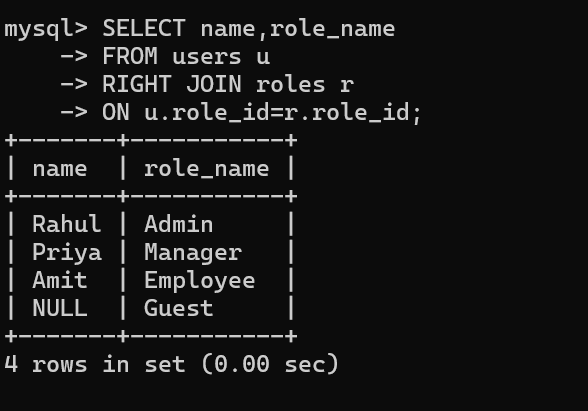 mysql> SELECT name,role_name
    -> FROM users u
    -> RIGHT JOIN roles r
    -> ON u.role_id=r.role_id;
+-------+-----------+
| name  | role_name |
+-------+-----------+
| Rahul | Admin     |
| Priya | Manager   |
| Amit  | Employee  |
| NULL  | Guest     |
+-------+-----------+
4 rows in set (0.00 sec)